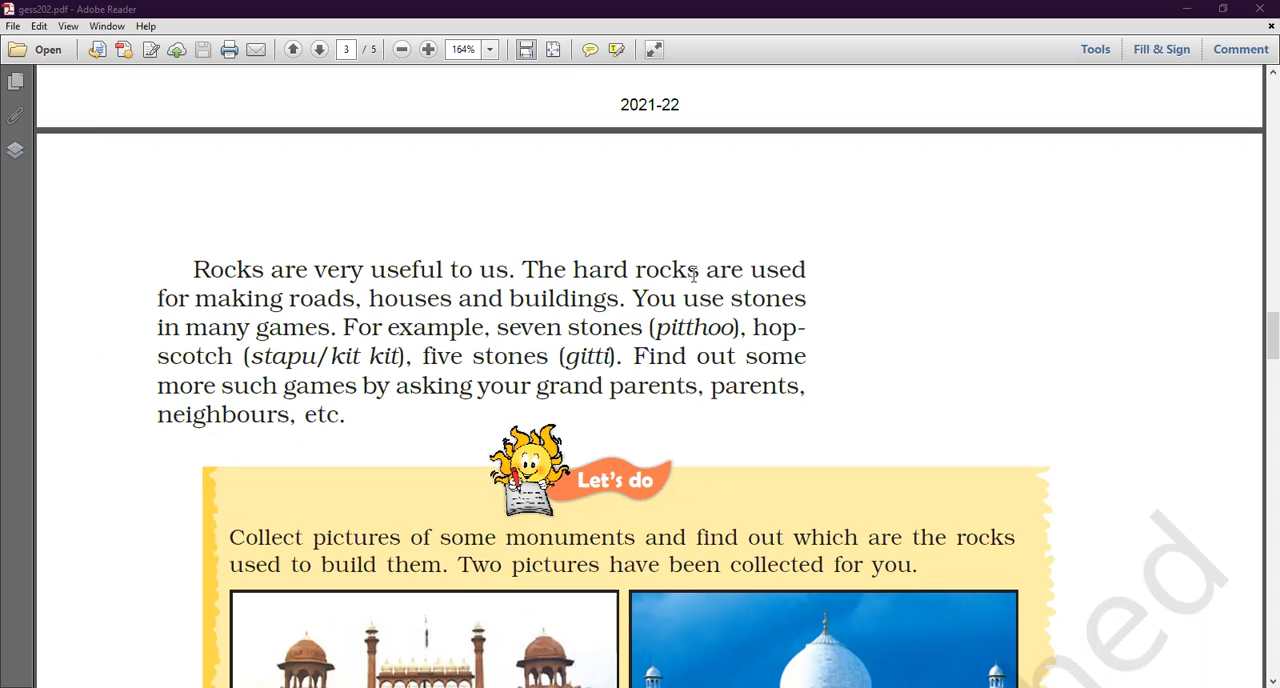 gess202.pdf - Adobe Reader
File Edit View Window Help
Open 3 / 5 164% Tools Fill & Sign Comment
2021-22
Rocks are very useful to us. The hard rocks are used
for making roads, houses and buildings. You use stones
in many games. For example, seven stones (pitthoo), hop-
scotch (stapu/kit kit), five stones (gitti). Find out some
more such games by asking your grand parents, parents,
neighbours, etc.
Let's do
Collect pictures of some monuments and find out which are the rocks
used to build them. Two pictures have been collected for you.